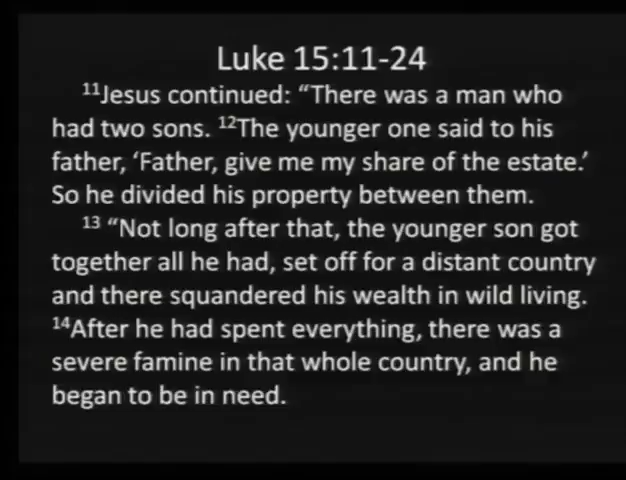 Luke 15:11-24
¹¹Jesus continued: “There was a man who
had two sons. ¹²The younger one said to his
father, ‘Father, give me my share of the estate.’
So he divided his property between them.
¹³ “Not long after that, the younger son got
together all he had, set off for a distant country
and there squandered his wealth in wild living.
¹⁴After he had spent everything, there was a
severe famine in that whole country, and he
began to be in need.